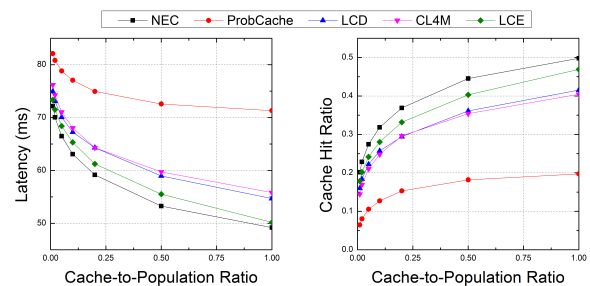 NEC ProbCache LCD CL4M LCE
80
70
60
50
0.00 0.25 0.50 0.75 1.00
Latency (ms)
Cache-to-Population Ratio
0.5
0.4
0.3
0.2
0.1
0.0
0.00 0.25 0.50 0.75 1.00
Cache Hit Ratio
Cache-to-Population Ratio